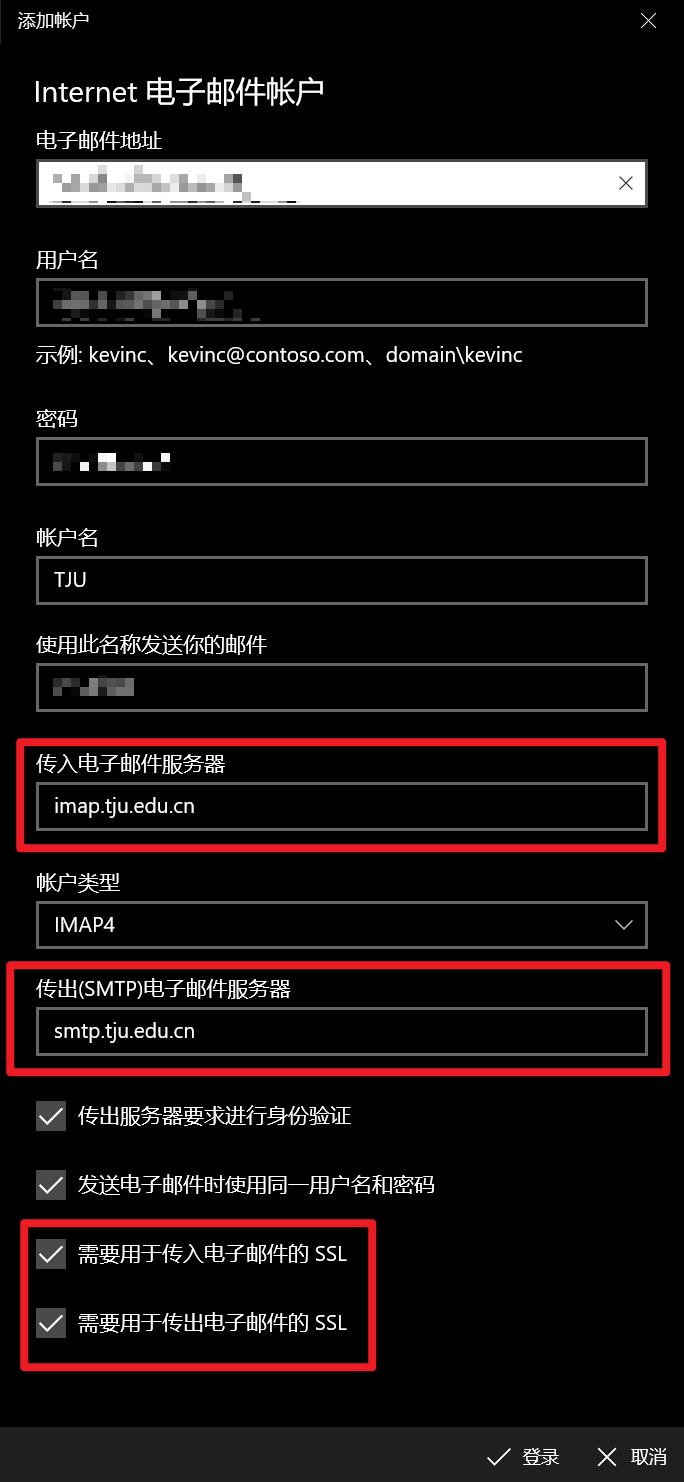 添加帐户
Internet 电子邮件帐户
电子邮件地址
用户名
示例: kevinc、kevinc@contoso.com、domain\kevinc
密码
帐户名
TJU
使用此名称发送你的邮件
传入电子邮件服务器
imap.tju.edu.cn
帐户类型
IMAP4
传出(SMTP)电子邮件服务器
smtp.tju.edu.cn
传出服务器要求进行身份验证
发送电子邮件时使用同一用户名和密码
需要用于传入电子邮件的 SSL
需要用于传出电子邮件的 SSL
登录 取消